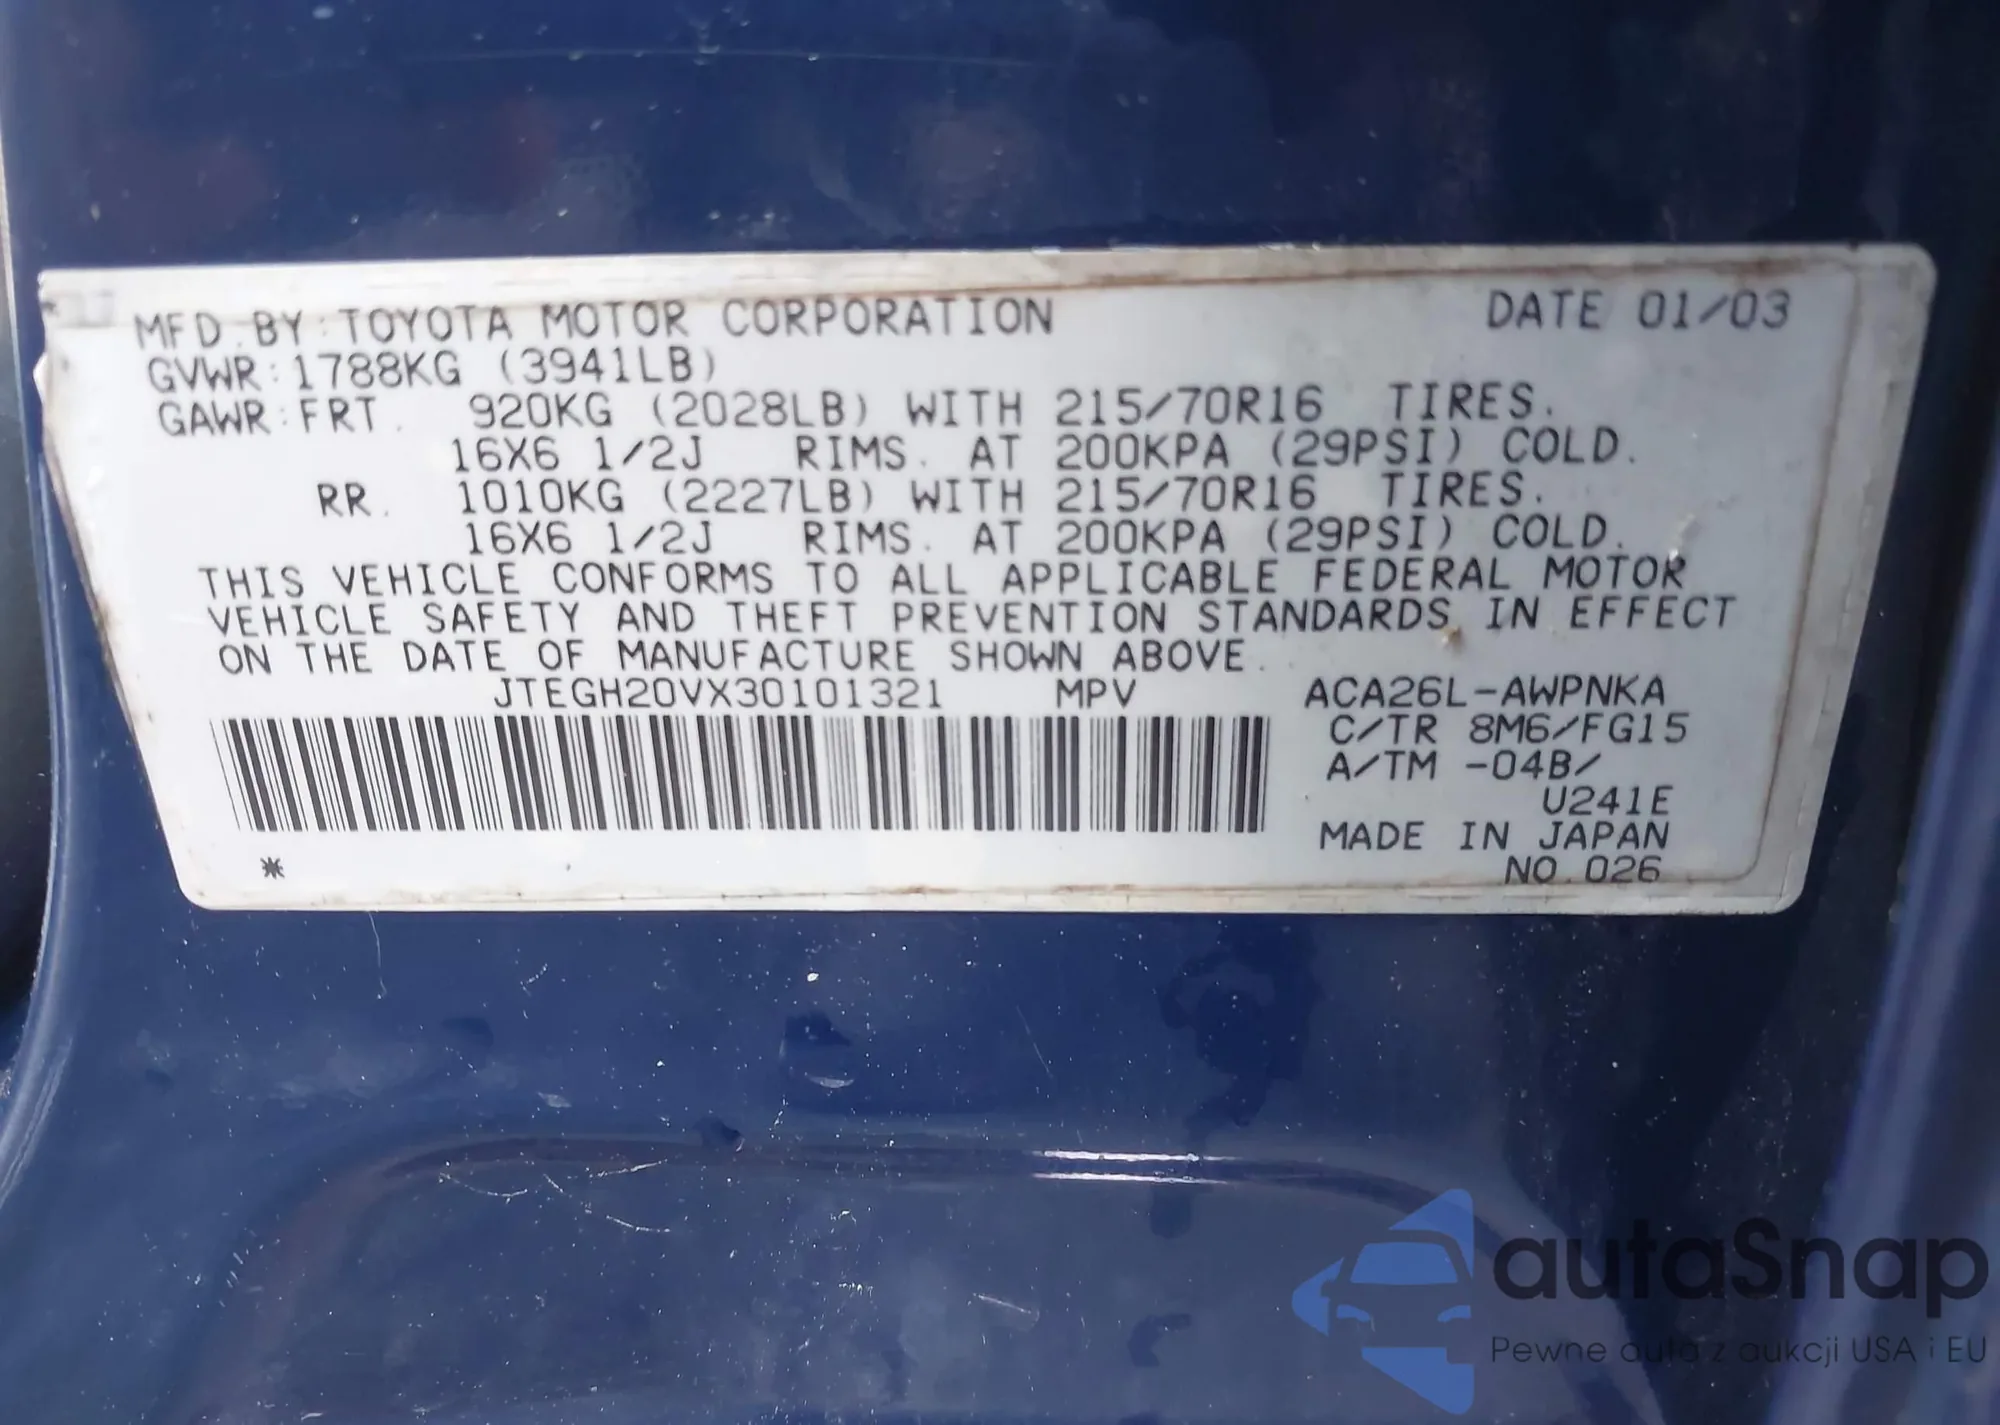 MFD.BY:TOYOTA MOTOR CORPORATION DATE 01/03
GVWR:1788KG (3941LB)
GAWR:FRT. 920KG (2028LB) WITH 215/70R16 TIRES.
16X6 1/2J RIMS. AT 200KPA (29PSI) COLD.
RR. 1010KG (2227LB) WITH 215/70R16 TIRES.
16X6 1/2J RIMS. AT 200KPA (29PSI) COLD.
THIS VEHICLE CONFORMS TO ALL APPLICABLE FEDERAL MOTOR
VEHICLE SAFETY AND THEFT PREVENTION STANDARDS IN EFFECT
ON THE DATE OF MANUFACTURE SHOWN ABOVE.
JTEGH20VX30101321 MPV ACA26L-AWPNKA
C/TR 8M6/FG15
A/TM -04B/
U241E
MADE IN JAPAN
NO.026
autaSnap
Pewne auta z aukcji USA i EU